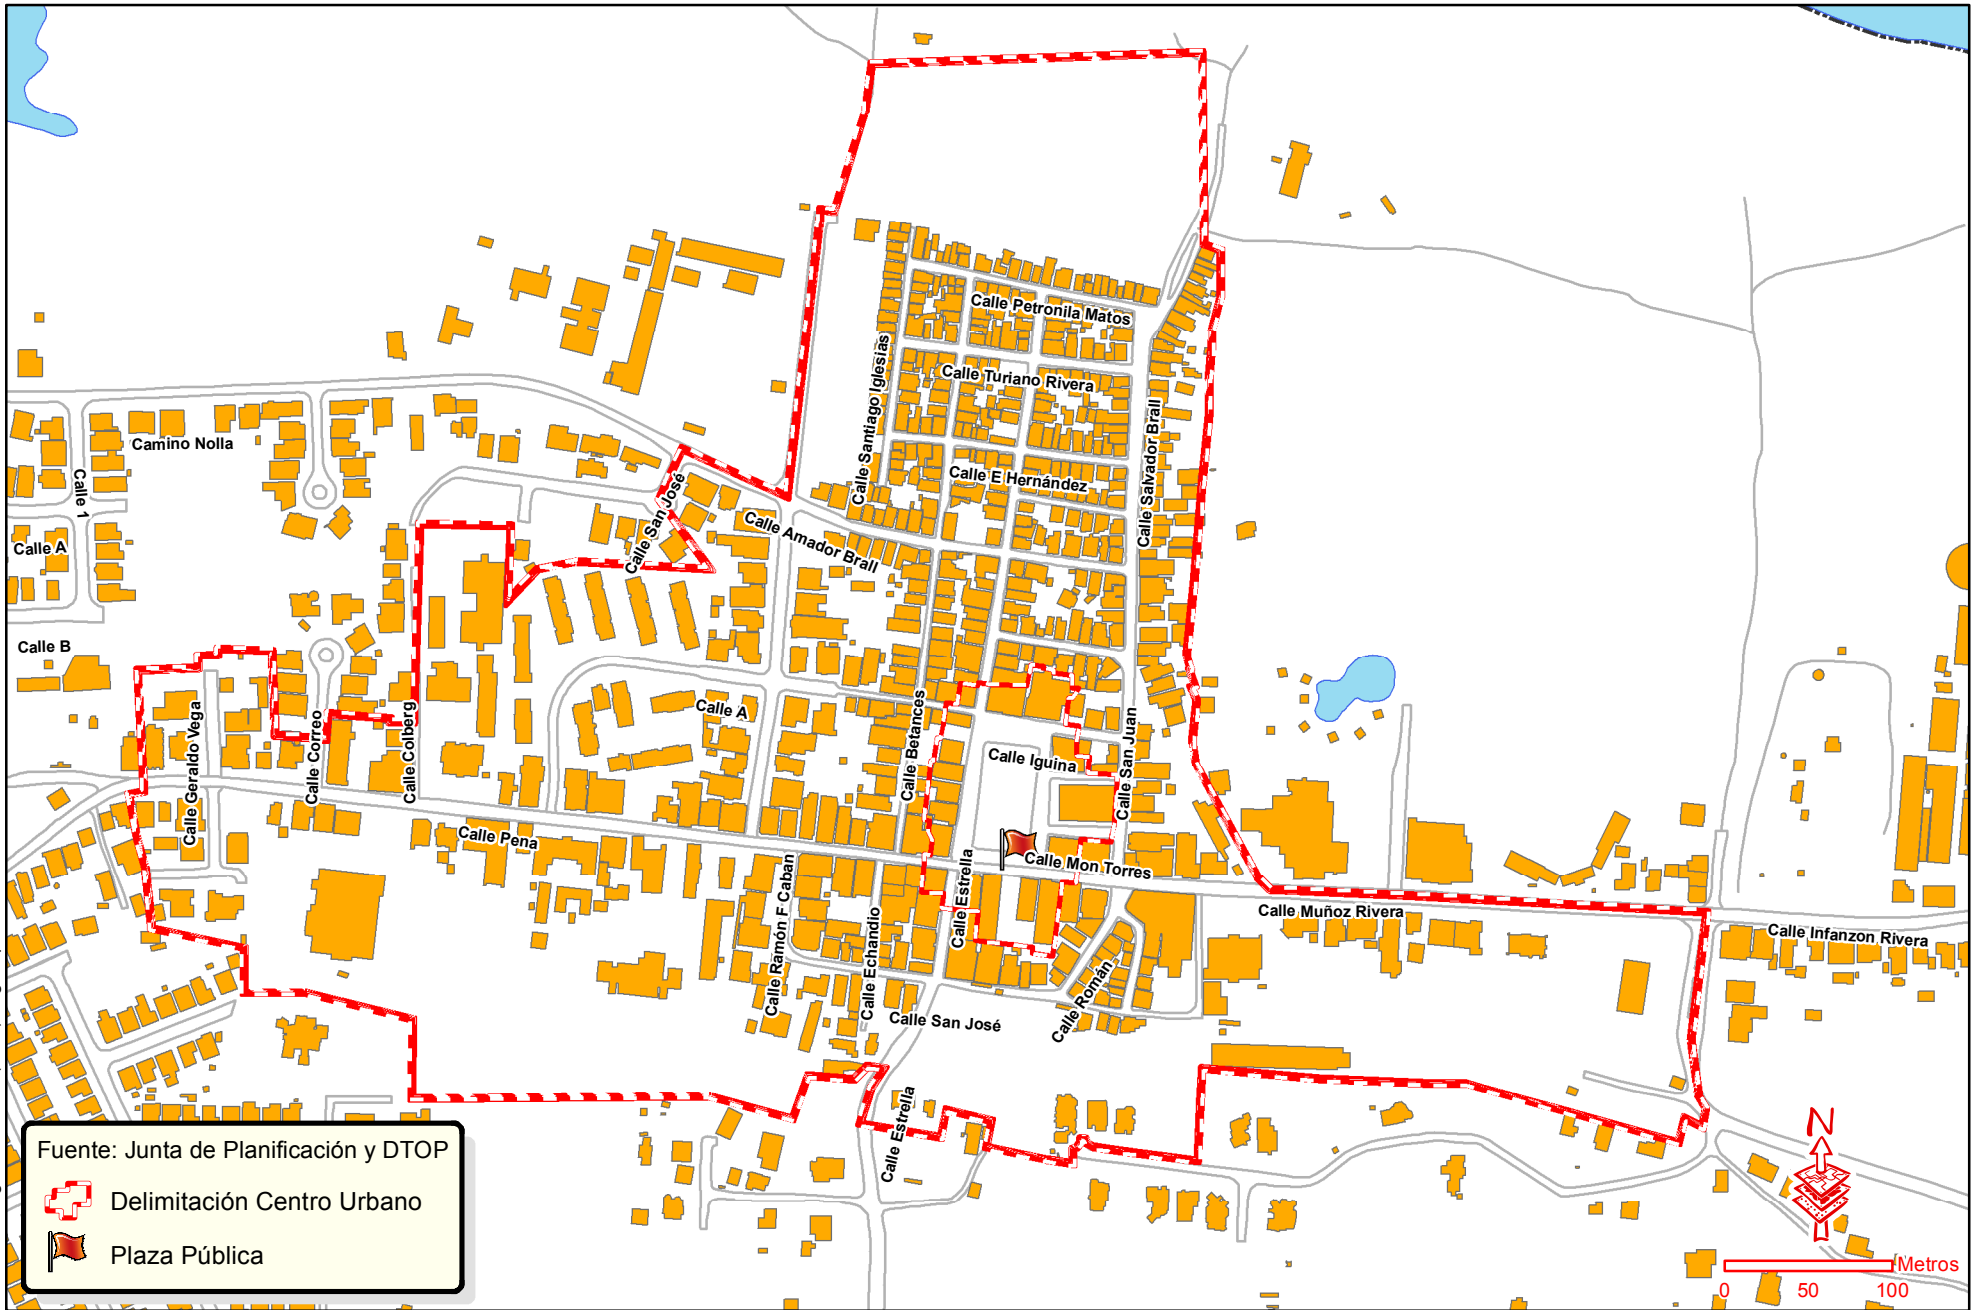 Calle Petronila Matos
Calle Santiago Iglesias
Calle Turiano Rivera
Calle Salvador Brall
Camino Nolla
Calle 1
Calle E Hernández
Calle San José
Calle Amador Brall
Calle A
Calle B
Calle Geraldo Vega
Calle Correo
Calle Colberg
Calle A
Calle Betances
Calle Iguina
Calle San Juan
Calle Pena
Calle Estrella
Calle Mon Torres
Calle Ramón F Caban
Calle Echandio
Calle Muñoz Rivera
Calle Infanzon Rivera
Calle Román
Calle San José
Calle Estrella
Fuente: Junta de Planificación y DTOP
Delimitación Centro Urbano
Plaza Pública
N
Metros
0 50 100